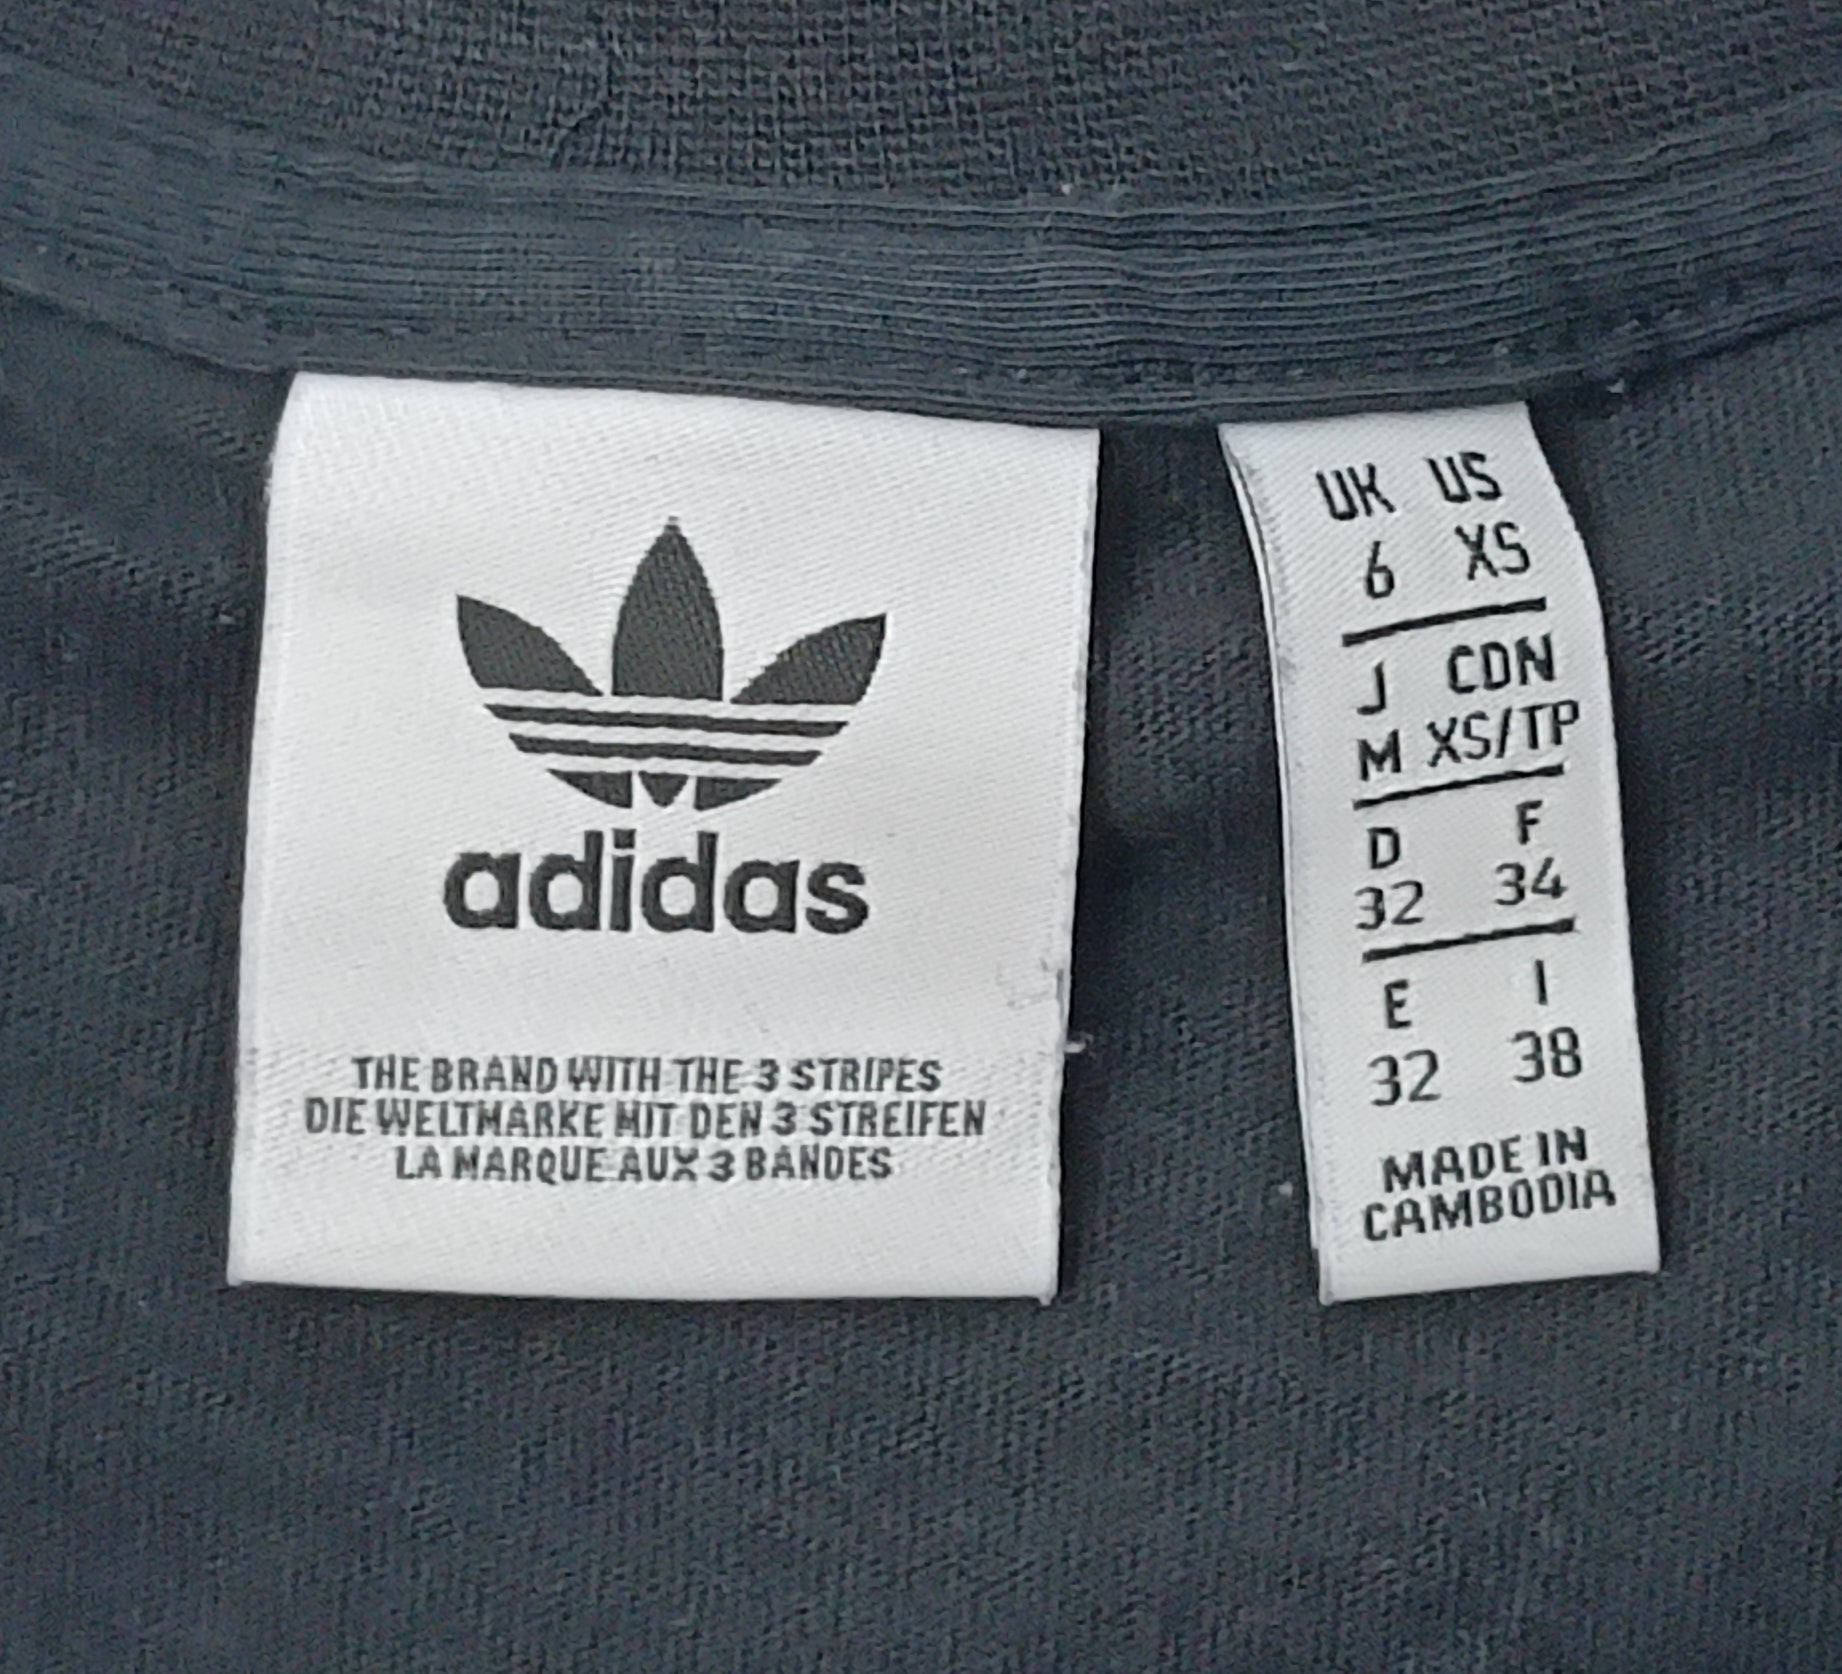 adidas
THE BRAND WITH THE 3 STRIPES
DIE WELTMARKE MIT DEN 3 STREIFEN
LA MARQUE AUX 3 BANDES
UK US
6 XS
J CDN
M XS/TP
D F
32 34
E I
32 38
MADE IN
CAMBODIA